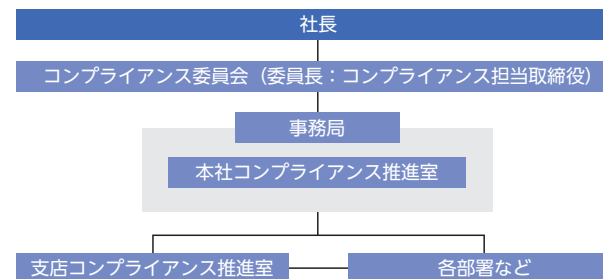 社長
コンプライアンス委員会（委員長：コンプライアンス担当取締役）
事務局
本社コンプライアンス推進室
支店コンプライアンス推進室
各部署など